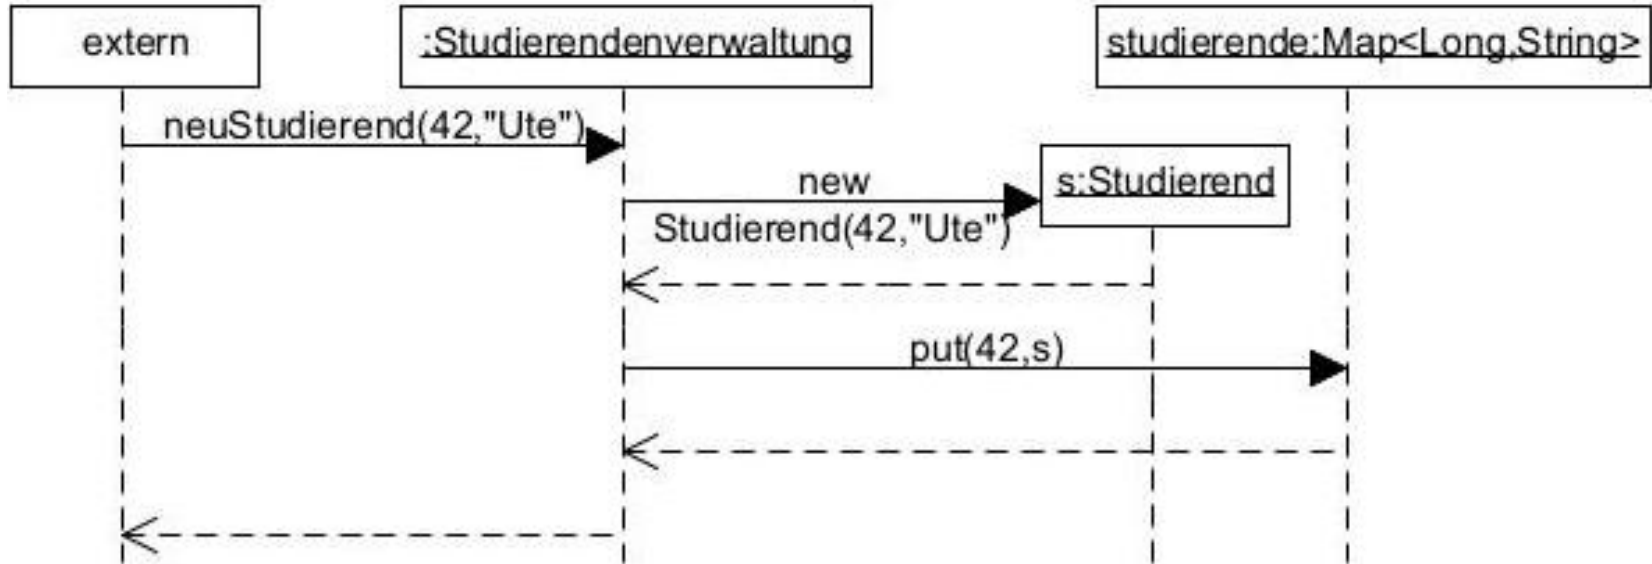 extern
:Studierendenverwaltung
studierende:Map<Long,String>
neuStudierend(42,"Ute")
new
Studierend(42,"Ute")
s:Studierend
put(42,s)